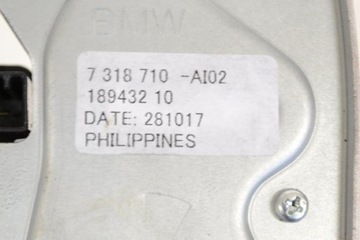 BMW
7 318 710 -AI02
189432 10
DATE: 281017
PHILIPPINES